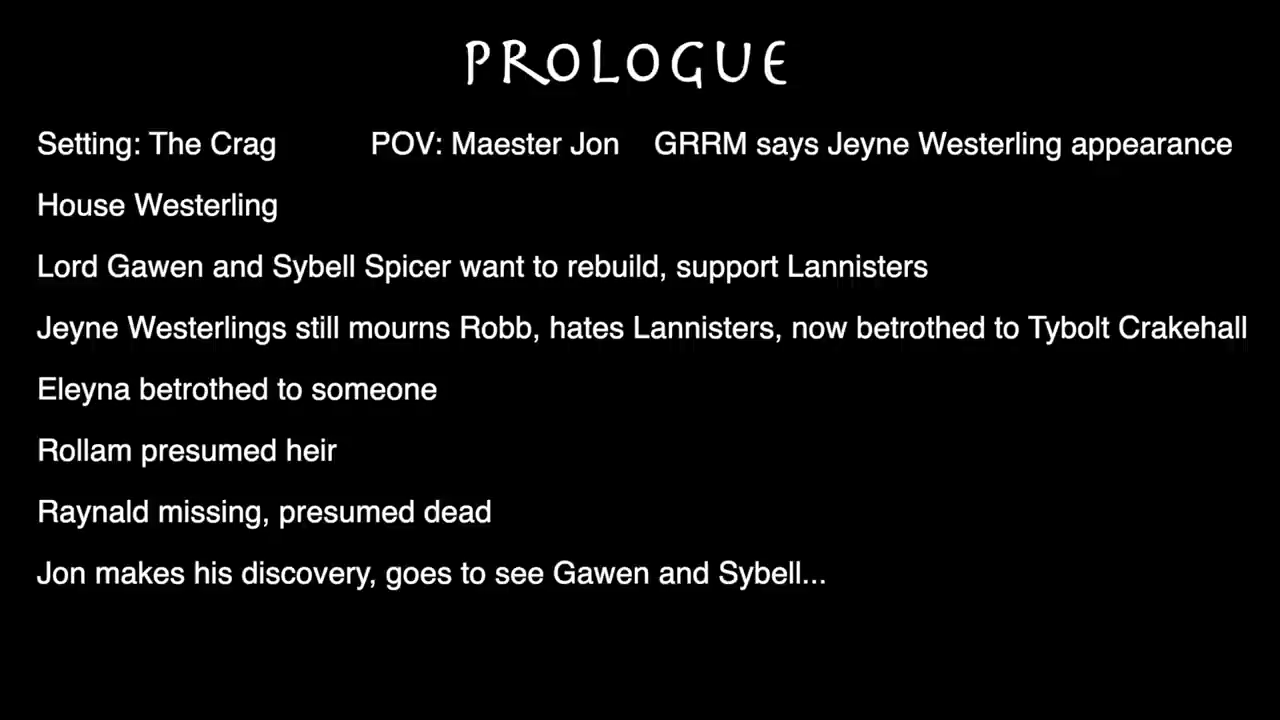 PROLOGUE
Setting: The Crag POV: Maester Jon GRRM says Jeyne Westerling appearance
House Westerling
Lord Gawen and Sybell Spicer want to rebuild, support Lannisters
Jeyne Westerlings still mourns Robb, hates Lannisters, now betrothed to Tybolt Crakehall
Eleyna betrothed to someone
Rollam presumed heir
Raynald missing, presumed dead
Jon makes his discovery, goes to see Gawen and Sybell...